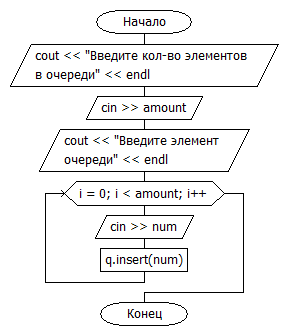 Начало
cout << "Введите кол-во элементов
в очереди" << endl
cin >> amount
cout << "Введите элемент
очереди" << endl
i = 0; i < amount; i++
cin >> num
q.insert(num)
Конец